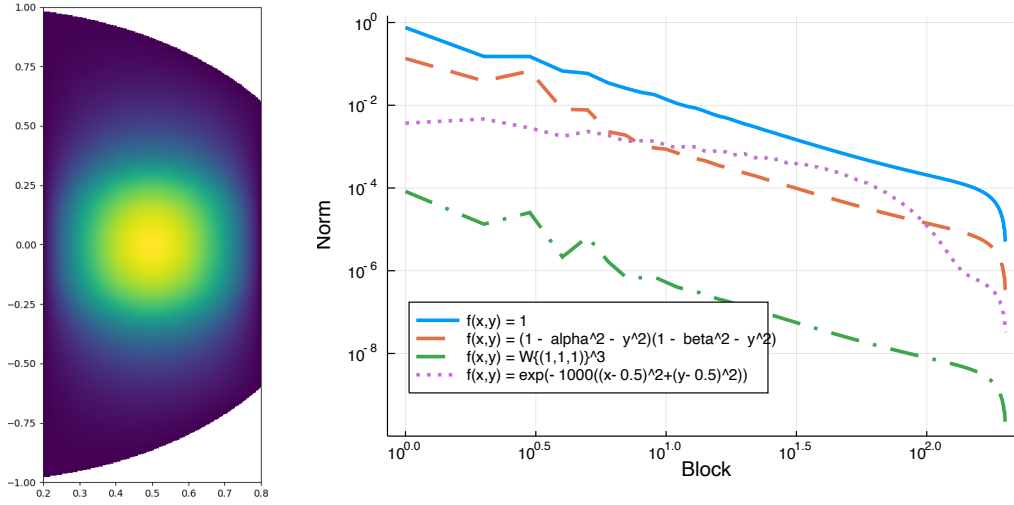 1.00
0.75
0.50
0.25
0.00
−0.25
−0.50
−0.75
−1.00
0.2 0.3 0.4 0.5 0.6 0.7 0.8
Norm
10^0
10^-2
10^-4
10^-6
10^-8
f(x,y) = 1
f(x,y) = (1 - alpha^2 - y^2)(1 - beta^2 - y^2)
f(x,y) = W{(1,1,1)}^3
f(x,y) = exp(- 1000((x- 0.5)^2+(y- 0.5)^2))
10^0.0 10^0.5 10^1.0 10^1.5 10^2.0
Block